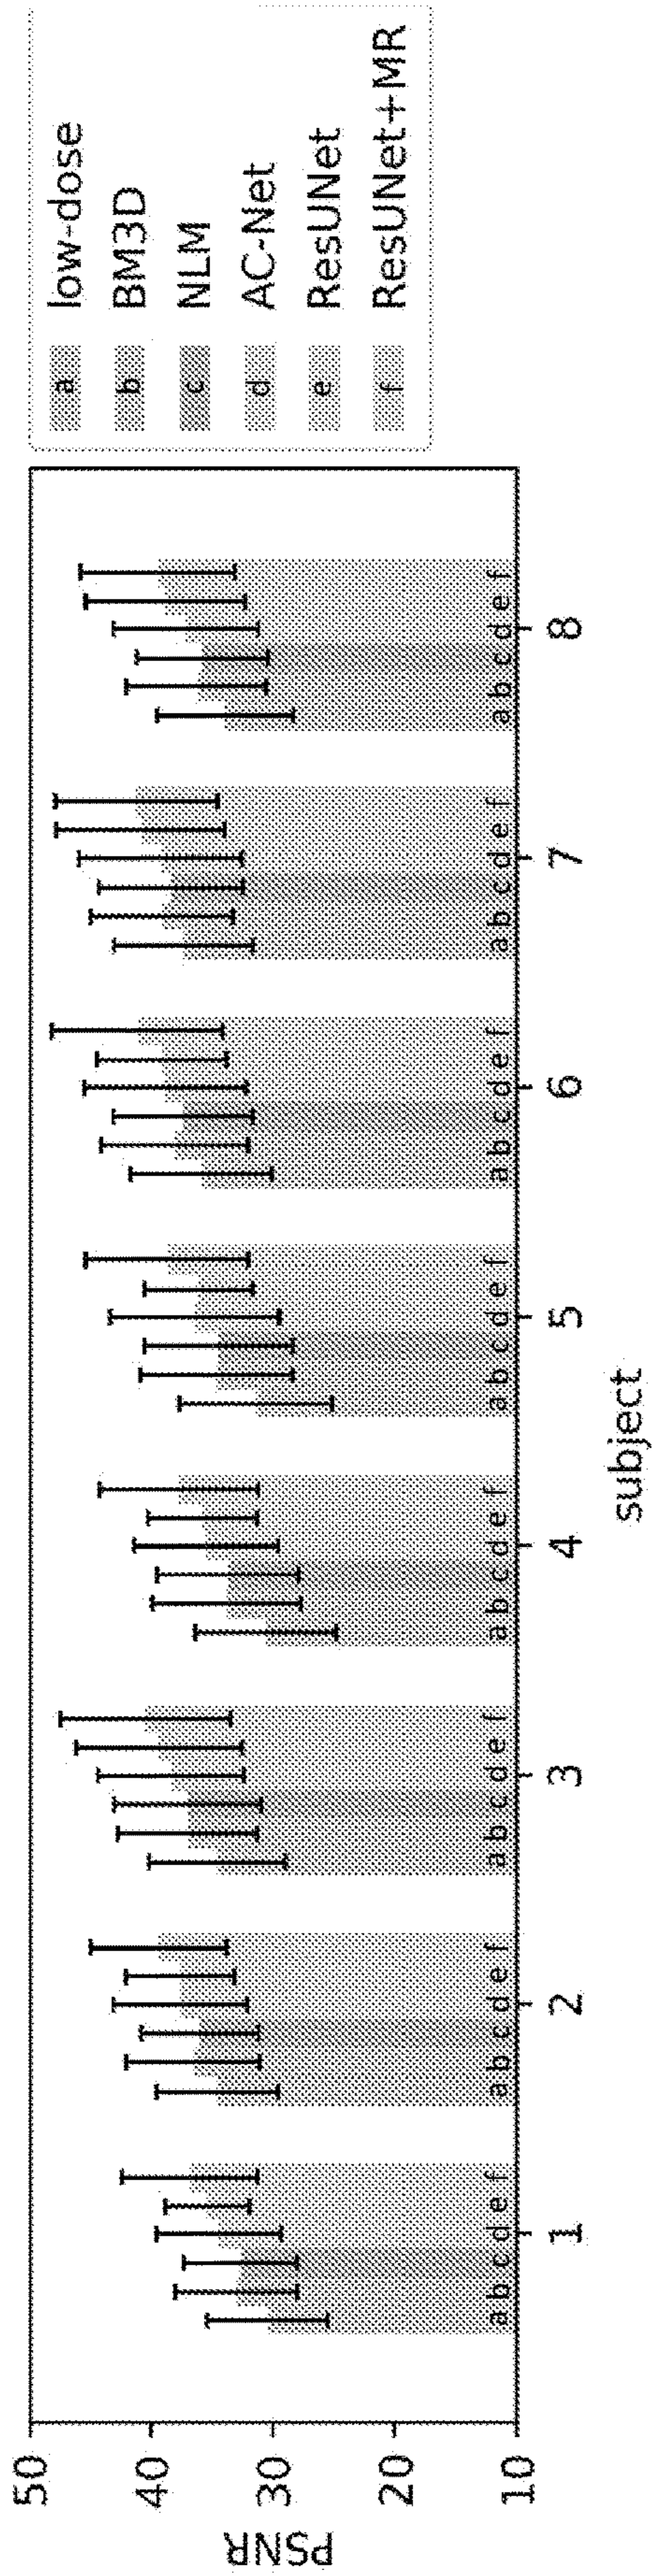 50
40
30
20
10
PSNR
a b c d e f
a b c d e f
a b c d e f
a b c d e f
a b c d e f
a b c d e f
a b c d e f
a b c d e f
1
2
3
4
5
6
7
8
subject
a low-dose
b BM3D
c NLM
d AC-Net
e ResUNet
f ResUNet+MR